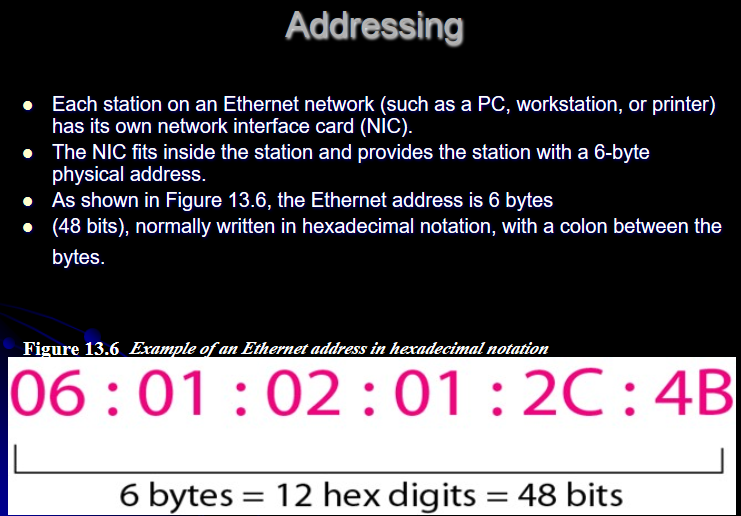 Addressing
● Each station on an Ethernet network (such as a PC, workstation, or printer)
has its own network interface card (NIC).
● The NIC fits inside the station and provides the station with a 6-byte
physical address.
● As shown in Figure 13.6, the Ethernet address is 6 bytes
● (48 bits), normally written in hexadecimal notation, with a colon between the
bytes.
Figure 13.6 Example of an Ethernet address in hexadecimal notation
06 : 01 : 02 : 01 : 2C : 4B
6 bytes = 12 hex digits = 48 bits